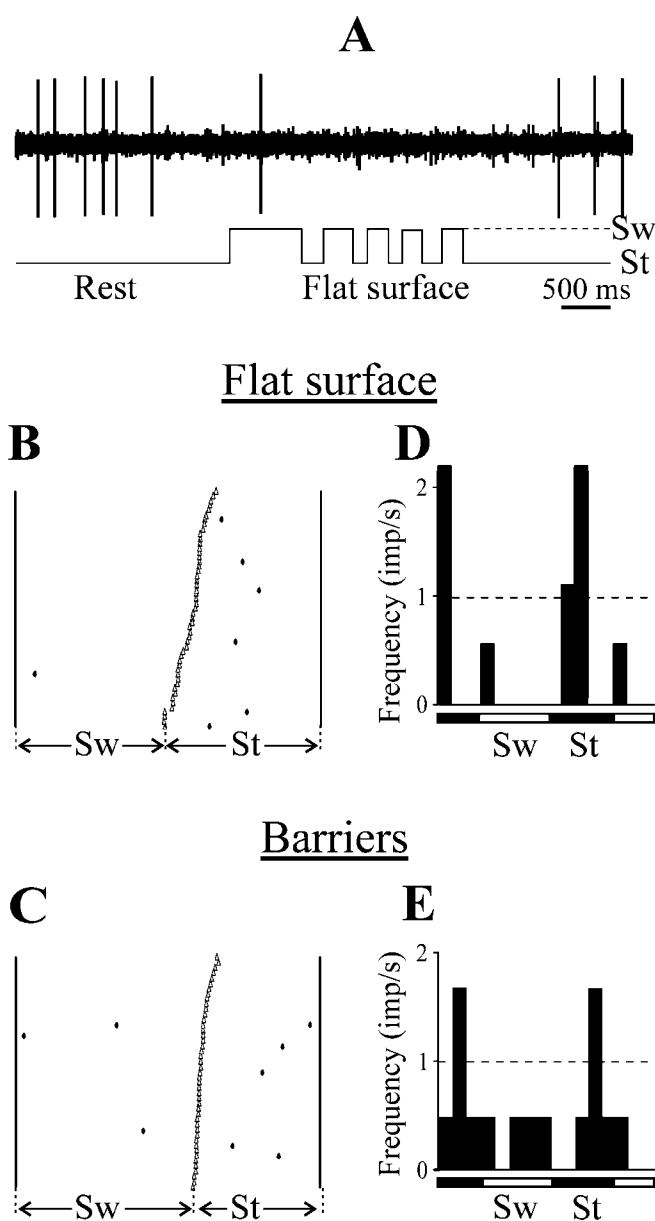 A
Sw
St
Rest Flat surface 500 ms
Flat surface
B D
Frequency (imp/s)
2
1
0
Sw St
Sw St
Barriers
C E
Frequency (imp/s)
2
1
0
Sw St
Sw St